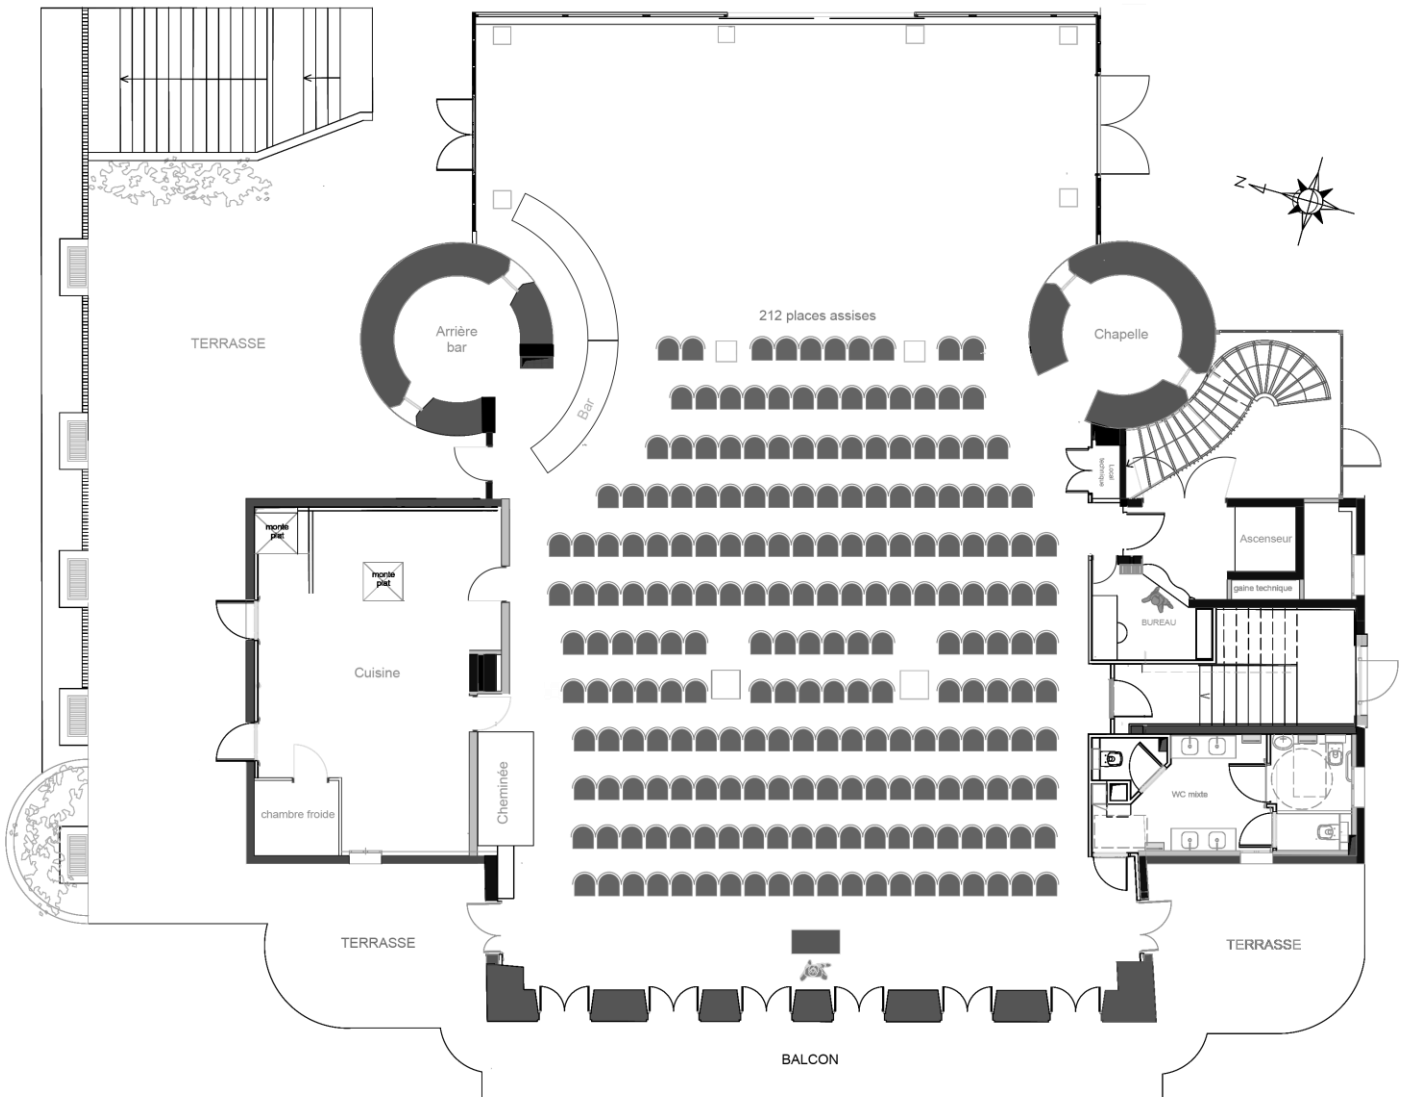 N
212 places assises
TERRASSE
Arrière
bar
Chapelle
Bar
Local
technique
monte
plat
Ascenseur
monte
plat
gaine technique
BUREAU
Cuisine
Cheminée
WC mixte
chambre froide
TERRASSE
TERRASSE
BALCON